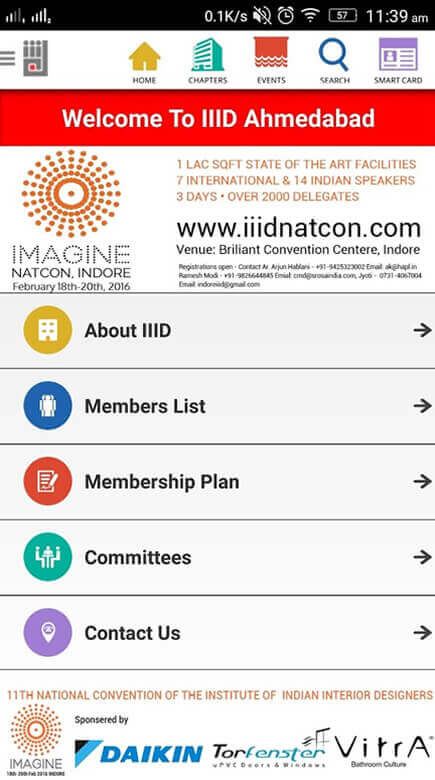 0.1K/s 57 11:39 am
HOME CHAPTERS EVENTS SEARCH SMART CARD
Welcome To IIID Ahmedabad
1 LAC SQFT STATE OF THE ART FACILITIES
7 INTERNATIONAL & 14 INDIAN SPEAKERS
3 DAYS • OVER 2000 DELEGATES
www.iiidnatcon.com
Venue: Briliant Convention Centere, Indore
Registrations open - Contact Ar. Arjun Hablani - +91-9425323002 Email: ak@hapl.in
Ramesh Modi - +91-9826644845 Email: cmd@srosaindia.com, Jyoti - 0731-4067004
Email: indoreiiid@gmail.com
IMAGINE
NATCON, INDORE
February 18th-20th, 2016
About IIID
Members List
Membership Plan
Committees
Contact Us
11TH NATIONAL CONVENTION OF THE INSTITUTE OF INDIAN INTERIOR DESIGNERS
Sponsered by
IMAGINE
18th-20th Feb 2016 INDORE
DAIKIN
Torfenster
uPVC Doors & Windows
VitrA
Bathroom Culture